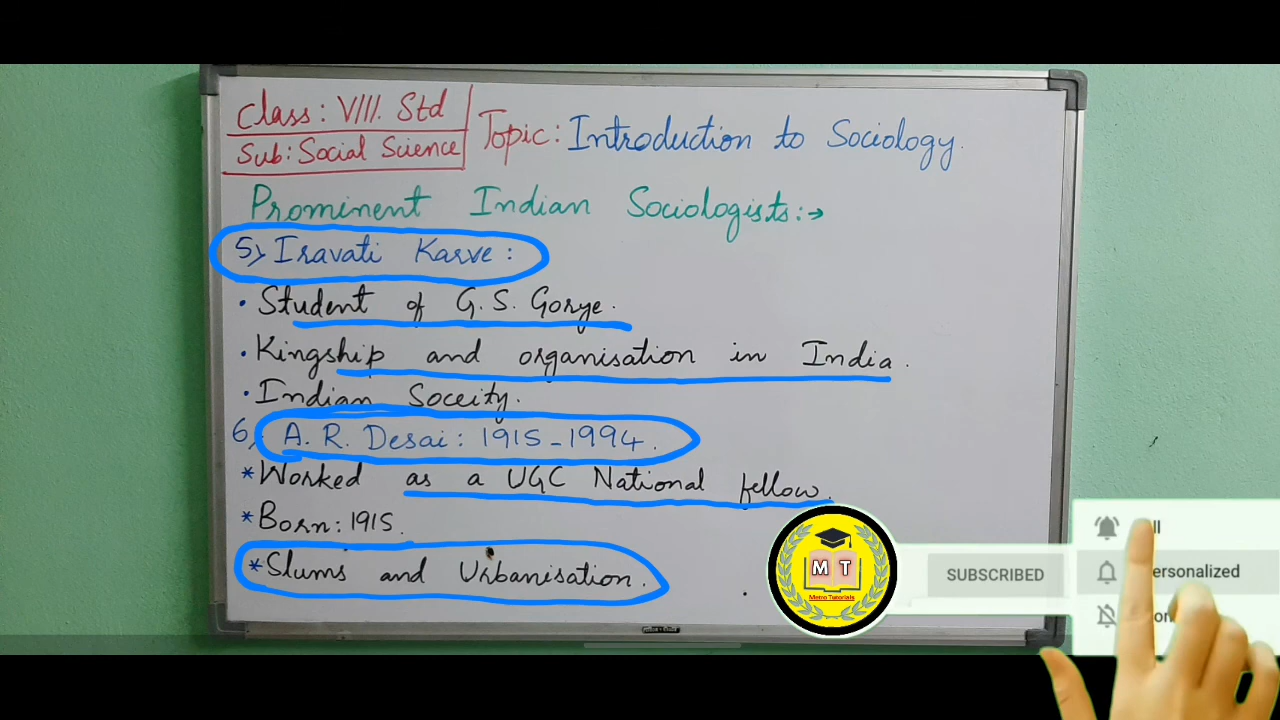 Class: VIII. Std
Sub: Social Science
Topic: Introduction to Sociology.
Prominent Indian Sociologists:→
5) Iravati Karve:
• Student of G. S. Gorye.
• Kingship and organisation in India.
• Indian Soceity.
6) A. R. Desai: 1915-1994.
*Worked as a UGC National fellow.
*Born: 1915.
*Slums and Urbanisation.
M T
Metro Tutorials
SUBSCRIBED